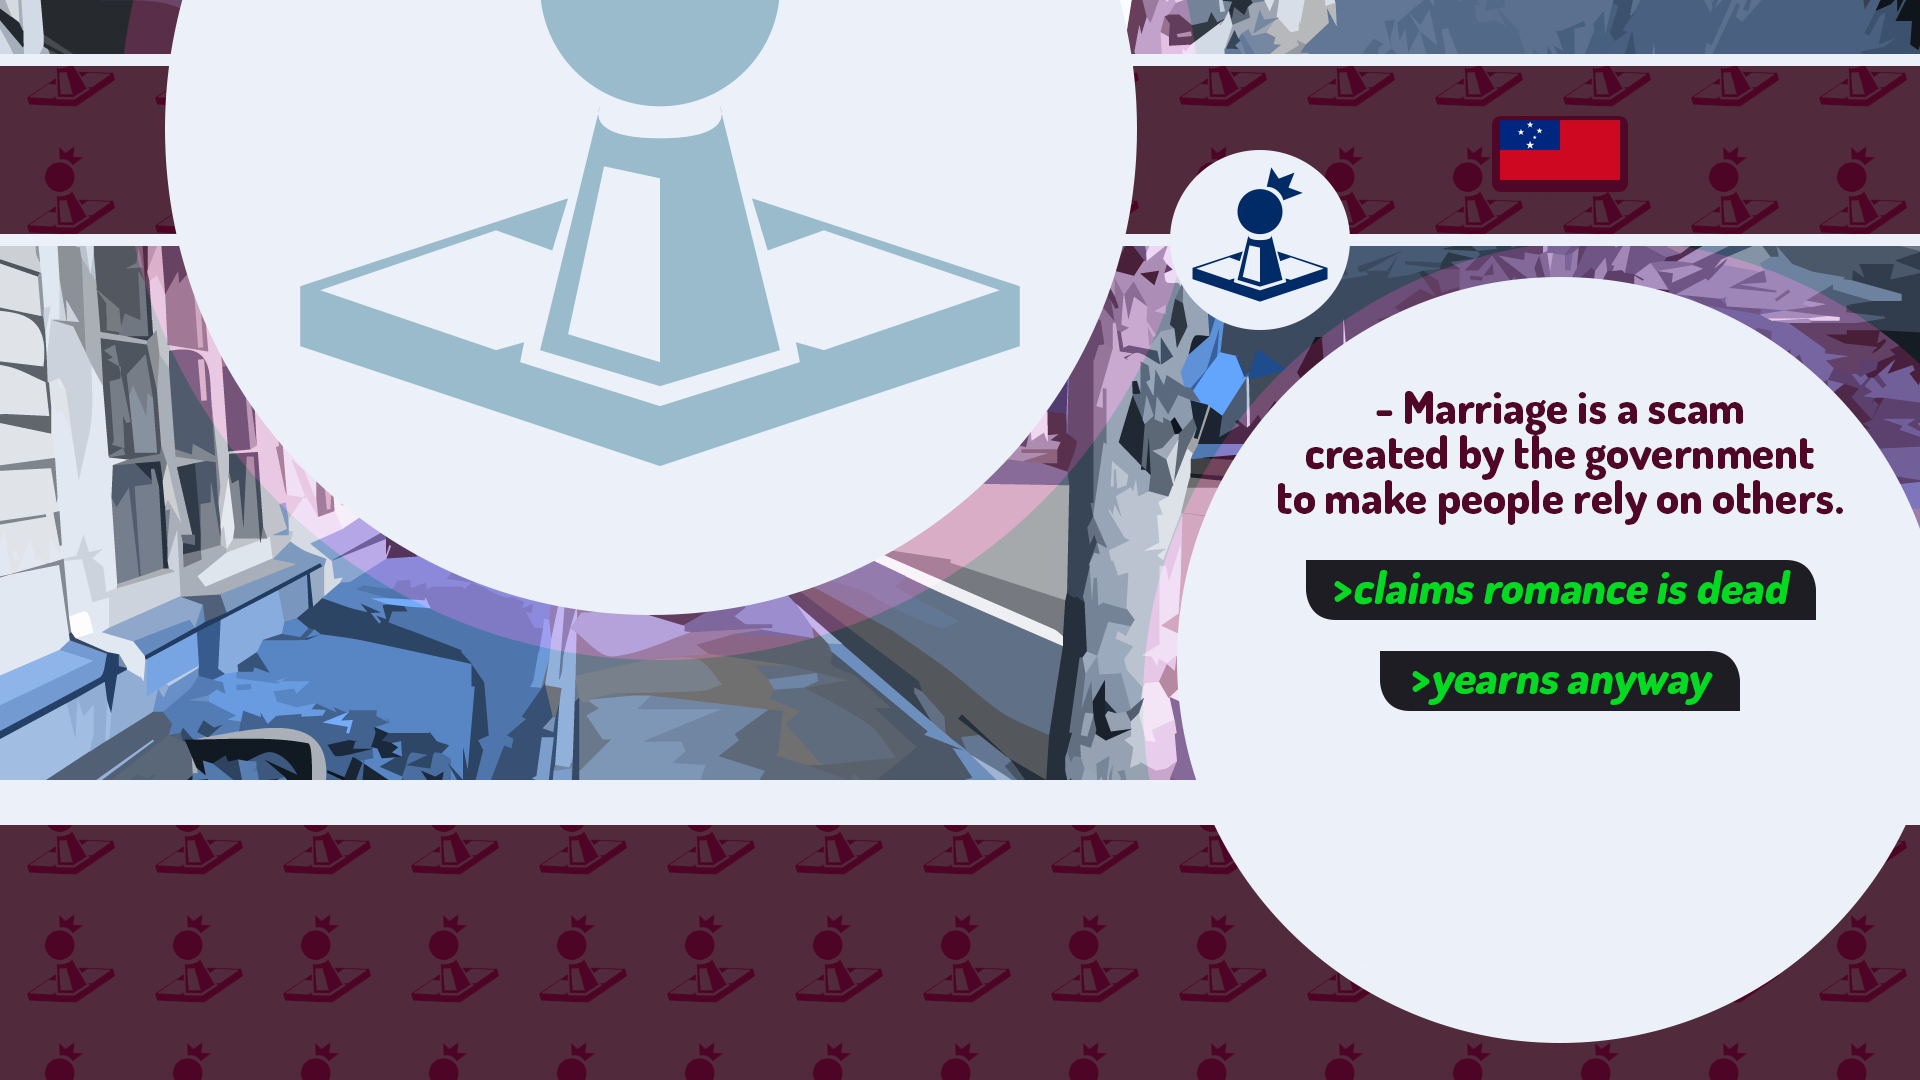 - Marriage is a scam
created by the government
to make people rely on others.
>claims romance is dead
>yearns anyway